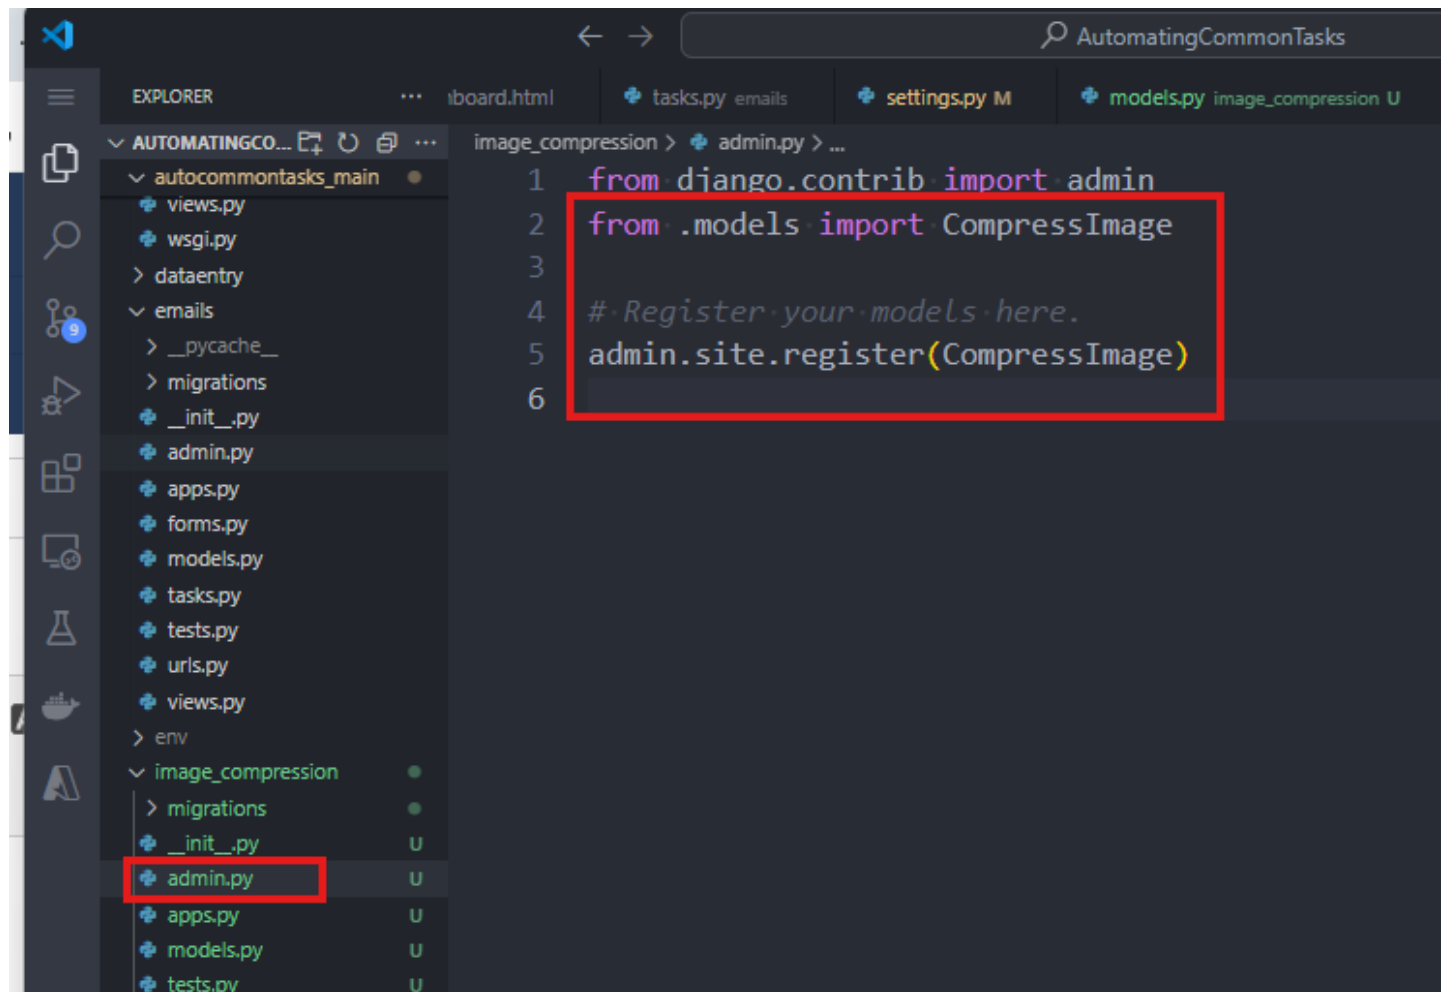 AutomatingCommonTasks
EXPLORER
board.html
tasks.py emails
settings.py M
models.py image_compression U
AUTOMATINGCO...
image_compression > admin.py > ...
autocommontasks_main
views.py
wsgi.py
dataentry
emails
__pycache__
migrations
__init__.py
admin.py
apps.py
forms.py
models.py
tasks.py
tests.py
urls.py
views.py
env
image_compression
migrations
__init__.py U
admin.py U
apps.py U
models.py U
tests.py U
9
1 from django.contrib import admin
2 from .models import CompressImage
3
4 # Register your models here.
5 admin.site.register(CompressImage)
6